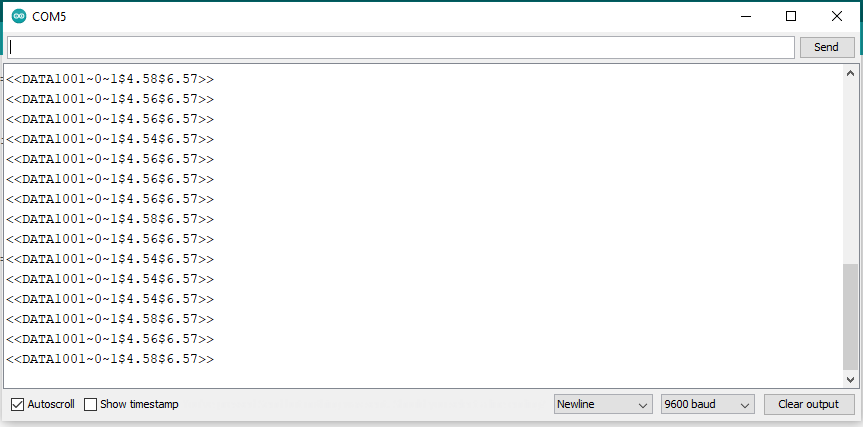 COM5
Send
<<DATA1001~0~1$4.58$6.57>>
<<DATA1001~0~1$4.56$6.57>>
<<DATA1001~0~1$4.56$6.57>>
<<DATA1001~0~1$4.54$6.57>>
<<DATA1001~0~1$4.56$6.57>>
<<DATA1001~0~1$4.56$6.57>>
<<DATA1001~0~1$4.56$6.57>>
<<DATA1001~0~1$4.58$6.57>>
<<DATA1001~0~1$4.56$6.57>>
<<DATA1001~0~1$4.54$6.57>>
<<DATA1001~0~1$4.54$6.57>>
<<DATA1001~0~1$4.54$6.57>>
<<DATA1001~0~1$4.58$6.57>>
<<DATA1001~0~1$4.56$6.57>>
<<DATA1001~0~1$4.58$6.57>>
Autoscroll Show timestamp Newline 9600 baud Clear output